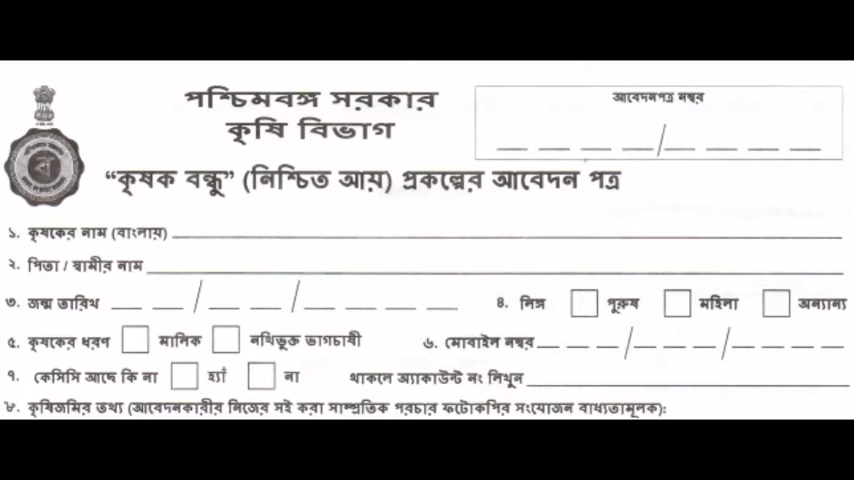 পশ্চিমবঙ্গ সরকার
কৃষি বিভাগ
আবেদনপত্র নম্বর
“কৃষক বন্ধু” (নিশ্চিত আয়) প্রকল্পের আবেদন পত্র
১. কৃষকের নাম (বাংলায়)
২. পিতা / স্বামীর নাম
৩. জন্ম তারিখ / / ৪. লিঙ্গ পুরুষ মহিলা অন্যান্য
৫. কৃষকের ধরণ মালিক নথিভুক্ত ভাগচাষী ৬. মোবাইল নম্বর
৭. কেসিসি আছে কি না হ্যাঁ না থাকলে অ্যাকাউন্ট নং লিখুন
৮. কৃষিজমির তথ্য (আবেদনকারীর নিজের সই করা সাম্প্রতিক পরচার ফটোকপির সংযোজন বাধ্যতামূলক):